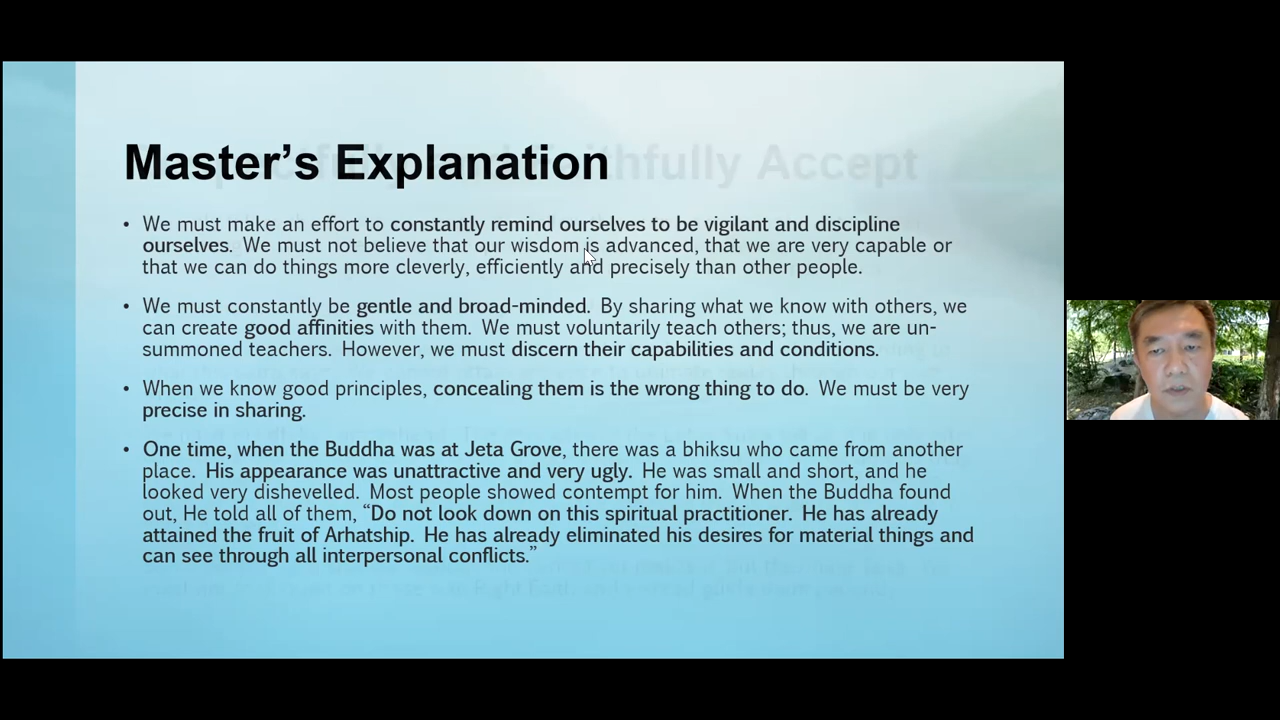 Master’s Explanation
• We must make an effort to constantly remind ourselves to be vigilant and discipline
ourselves. We must not believe that our wisdom is advanced, that we are very capable or
that we can do things more cleverly, efficiently and precisely than other people.
• We must constantly be gentle and broad-minded. By sharing what we know with others, we
can create good affinities with them. We must voluntarily teach others; thus, we are un-
summoned teachers. However, we must discern their capabilities and conditions.
• When we know good principles, concealing them is the wrong thing to do. We must be very
precise in sharing.
• One time, when the Buddha was at Jeta Grove, there was a bhiksu who came from another
place. His appearance was unattractive and very ugly. He was small and short, and he
looked very dishevelled. Most people showed contempt for him. When the Buddha found
out, He told all of them, “Do not look down on this spiritual practitioner. He has already
attained the fruit of Arhatship. He has already eliminated his desires for material things and
can see through all interpersonal conflicts.”